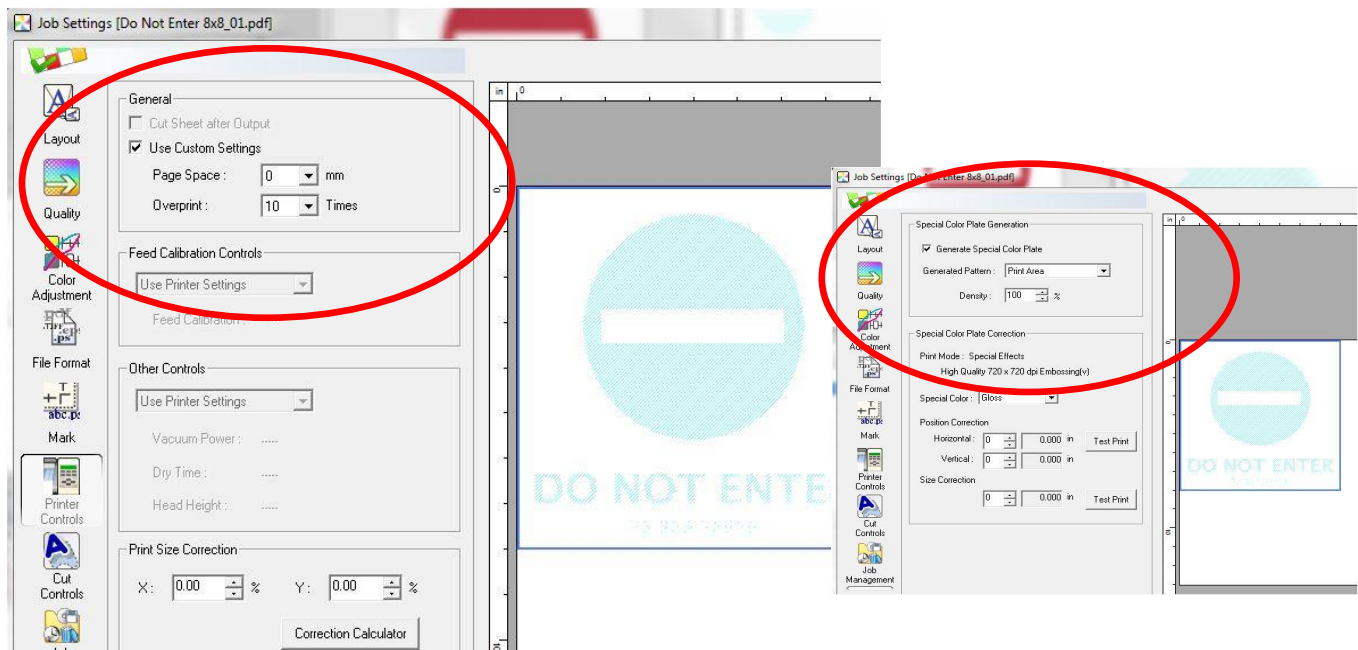 Job Settings [Do Not Enter 8x8_01.pdf]
Layout
Quality
Color
Adjustment
File Format
abc.ps
Mark
Printer
Controls
Cut
Controls
General
Cut Sheet after Output
Use Custom Settings
Page Space : 0 mm
Overprint : 10 Times
Feed Calibration Controls
Use Printer Settings
Feed Calibration :
Other Controls
Use Printer Settings
Vacuum Power : .....
Dry Time : .....
Head Height : .....
Print Size Correction
X : 0.00 % Y : 0.00 %
Correction Calculator
in 0
0
10
DO NOT ENTE
Job Settings [Do Not Enter 8x8_01.pdf]
Layout
Quality
Color
Adjustment
File Format
Mark
Printer
Controls
Cut
Controls
Job
Management
Special Color Plate Generation
Generate Special Color Plate
Generated Pattern : Print Area
Density : 100 %
Special Color Plate Correction
Print Mode : Special Effects
High Quality 720 x 720 dpi Embossing(v)
Special Color : Gloss
Position Correction
Horizontal : 0 0.000 in Test Print
Vertical : 0 0.000 in
Size Correction
0 0.000 in Test Print
in 0
0
DO NOT ENTER